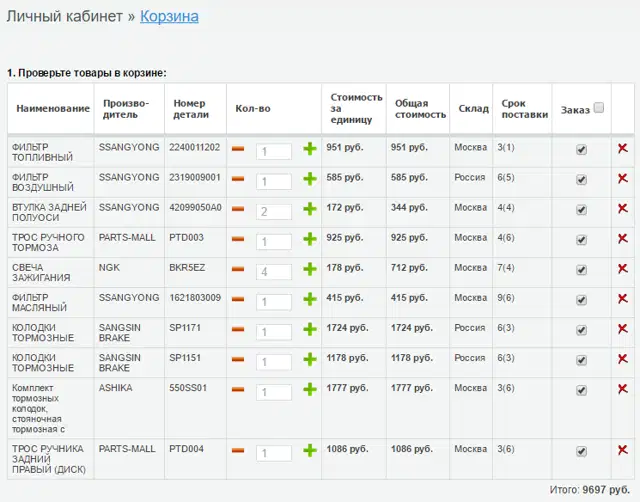 Личный кабинет » Корзина
1. Проверьте товары в корзине:
Наименование Произво-дитель Номер детали Кол-во Стоимость за единицу Общая стоимость Склад Срок поставки Заказ
ФИЛЬТР ТОПЛИВНЫЙ SSANGYONG 2240011202 1 951 руб. 951 руб. Москва 3(1)
ФИЛЬТР ВОЗДУШНЫЙ SSANGYONG 2319009001 1 585 руб. 585 руб. Россия 6(5)
ВТУЛКА ЗАДНЕЙ ПОЛУОСИ SSANGYONG 42099050A0 2 172 руб. 344 руб. Москва 4(4)
ТРОС РУЧНОГО ТОРМОЗА PARTS-MALL PTD003 1 925 руб. 925 руб. Москва 4(6)
СВЕЧА ЗАЖИГАНИЯ NGK BKR5EZ 4 178 руб. 712 руб. Москва 7(4)
ФИЛЬТР МАСЛЯНЫЙ SSANGYONG 1621803009 1 415 руб. 415 руб. Москва 9(6)
КОЛОДКИ ТОРМОЗНЫЕ SANGSIN BRAKE SP1171 1 1724 руб. 1724 руб. Россия 6(3)
КОЛОДКИ ТОРМОЗНЫЕ SANGSIN BRAKE SP1151 1 1178 руб. 1178 руб. Россия 6(3)
Комплект тормозных колодок, стояночная тормозная с ASHIKA 550SS01 1 1777 руб. 1777 руб. Москва 3(6)
ТРОС РУЧНИКА ЗАДНИЙ ПРАВЫЙ (ДИСК) PARTS-MALL PTD004 1 1086 руб. 1086 руб. Москва 3(6)
Итого: 9697 руб.